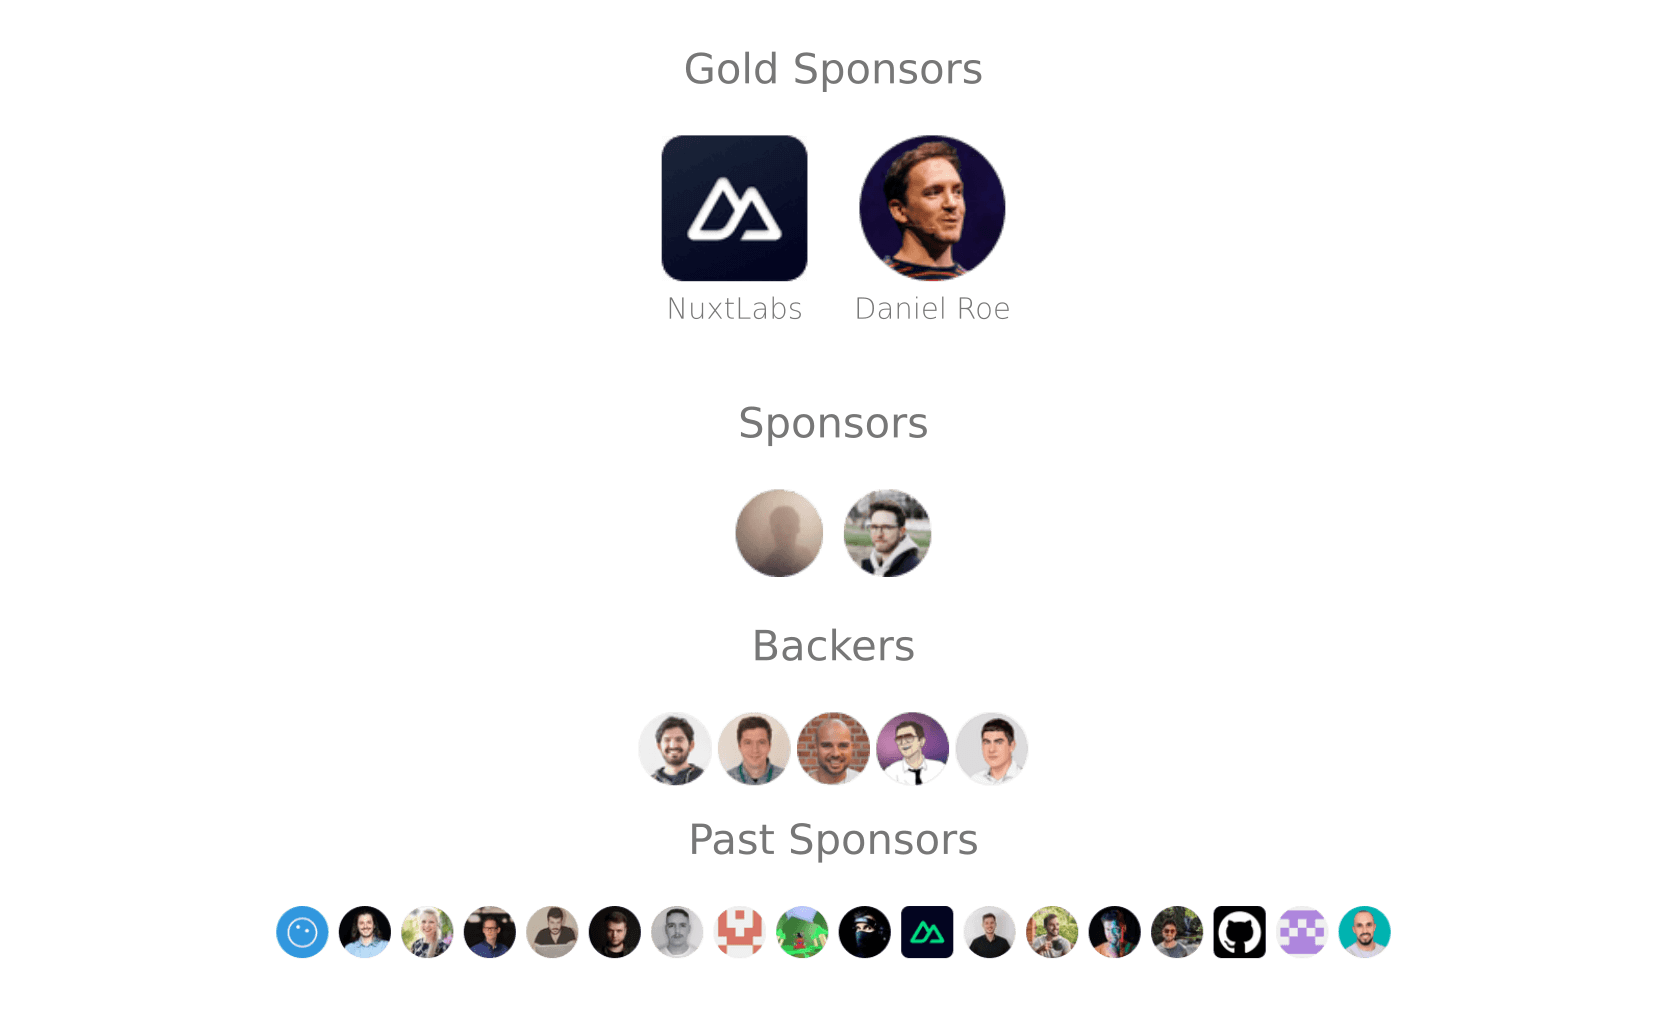 Gold Sponsors
NuxtLabs
Daniel Roe
Sponsors
Backers
Past Sponsors